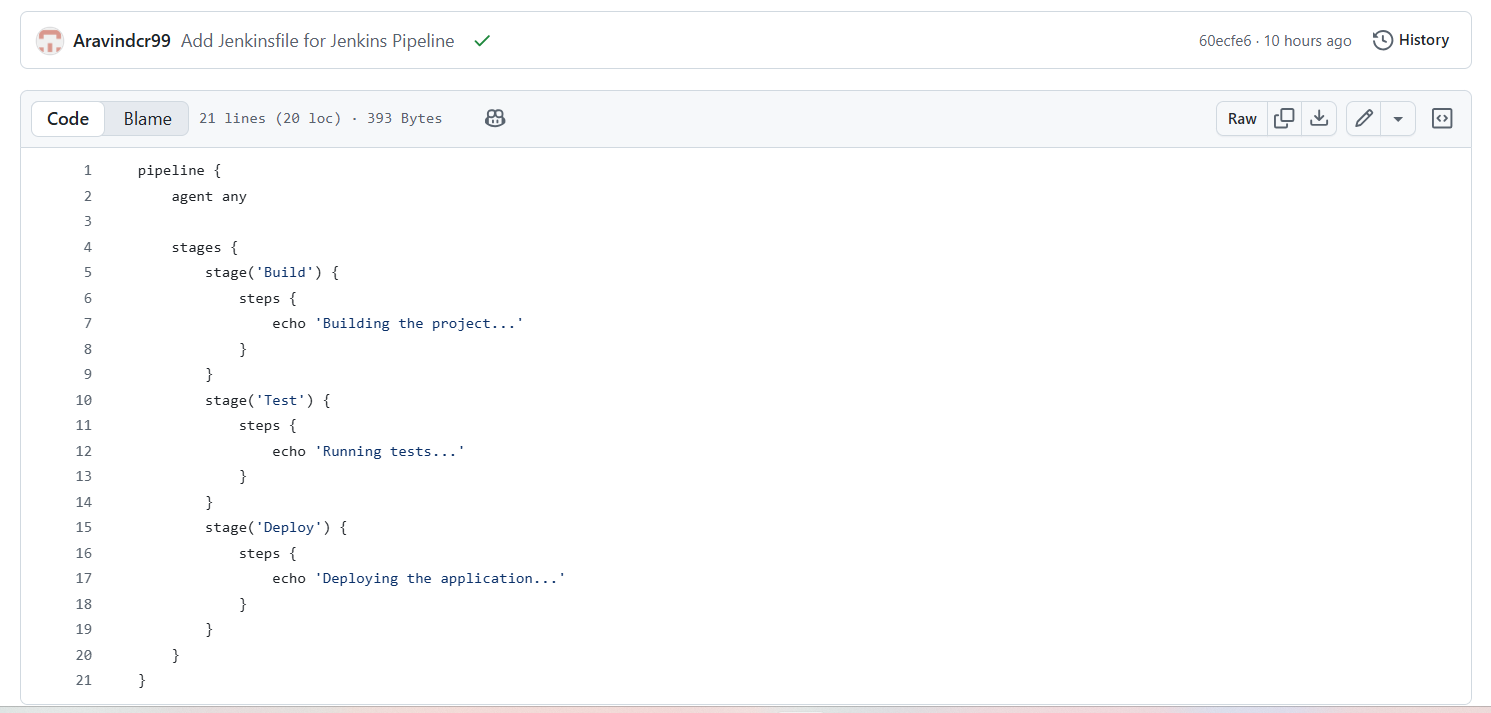 Aravindcr99 Add Jenkinsfile for Jenkins Pipeline 60ecfe6 · 10 hours ago History
Code Blame 21 lines (20 loc) · 393 Bytes Raw
1 pipeline {
2     agent any
3
4     stages {
5         stage('Build') {
6             steps {
7                 echo 'Building the project...'
8             }
9         }
10         stage('Test') {
11             steps {
12                 echo 'Running tests...'
13             }
14         }
15         stage('Deploy') {
16             steps {
17                 echo 'Deploying the application...'
18             }
19         }
20     }
21 }